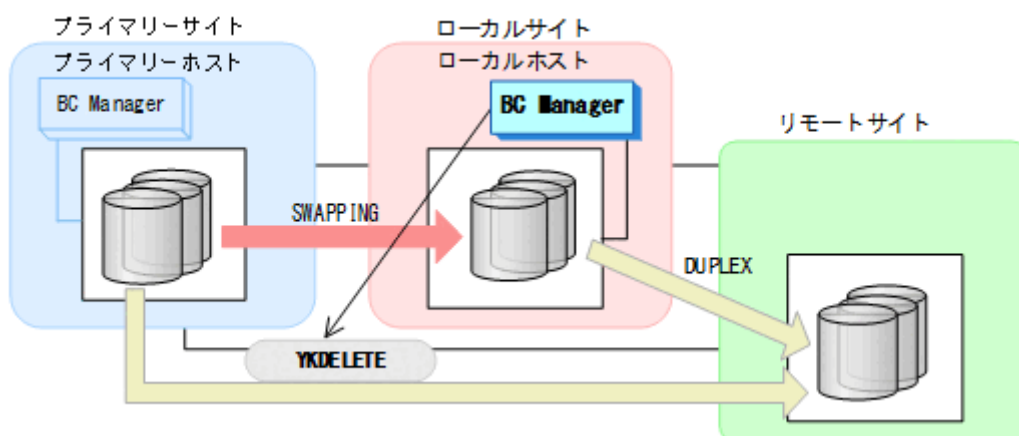 プライマリーサイト
プライマリーホスト
BC Manager
ローカルサイト
ローカルホスト
BC Manager
リモートサイト
SWAPPING
DUPLEX
YKDELETE